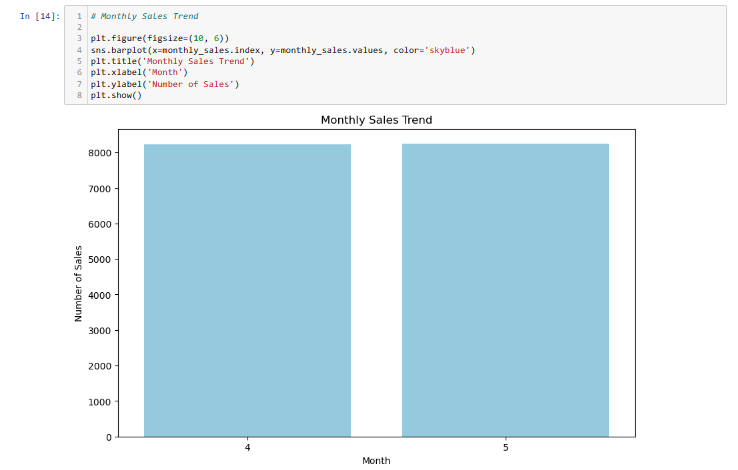 In [14]:
1 # Monthly Sales Trend
2
3 plt.figure(figsize=(10, 6))
4 sns.barplot(x=monthly_sales.index, y=monthly_sales.values, color='skyblue')
5 plt.title('Monthly Sales Trend')
6 plt.xlabel('Month')
7 plt.ylabel('Number of Sales')
8 plt.show()
Monthly Sales Trend
8000
7000
6000
5000
4000
3000
2000
1000
0
Number of Sales
4 5
Month